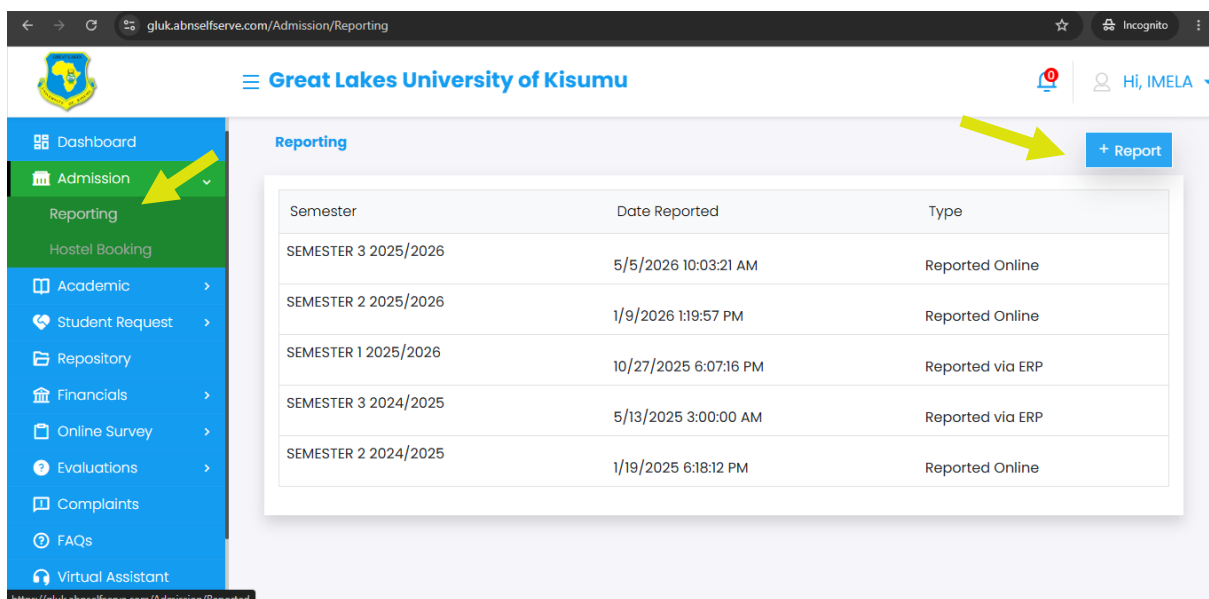 gluk.abnselfserve.com/Admission/Reporting
Incognito
Great Lakes University of Kisumu
0
Hi, IMELA
Dashboard
Admission
Reporting
Hostel Booking
Academic
Student Request
Repository
Financials
Online Survey
Evaluations
Complaints
FAQs
Virtual Assistant
Reporting
+ Report
Semester Date Reported Type
SEMESTER 3 2025/2026 5/5/2026 10:03:21 AM Reported Online
SEMESTER 2 2025/2026 1/9/2026 1:19:57 PM Reported Online
SEMESTER 1 2025/2026 10/27/2025 6:07:16 PM Reported via ERP
SEMESTER 3 2024/2025 5/13/2025 3:00:00 AM Reported via ERP
SEMESTER 2 2024/2025 1/19/2025 6:18:12 PM Reported Online